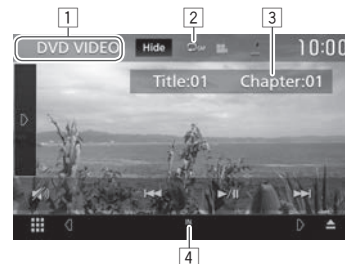 1 2 3
DVD VIDEO Hide 10:00
Title:01 Chapter:01
IN
4